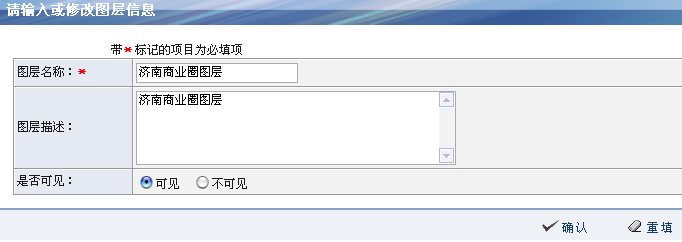 请输入或修改图层信息
带*标记的项目为必填项
图层名称：* 济南商业圈图层
图层描述： 济南商业圈图层
是否可见： 可见 不可见
确认 重填